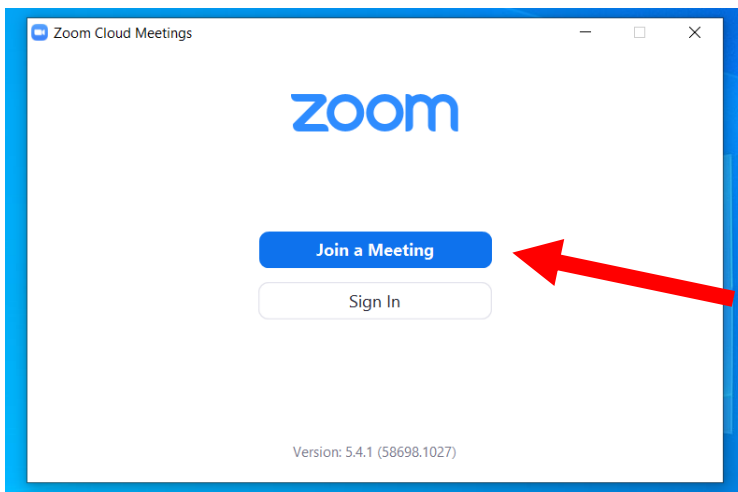 Zoom Cloud Meetings
zoom
Join a Meeting
Sign In
Version: 5.4.1 (58698.1027)